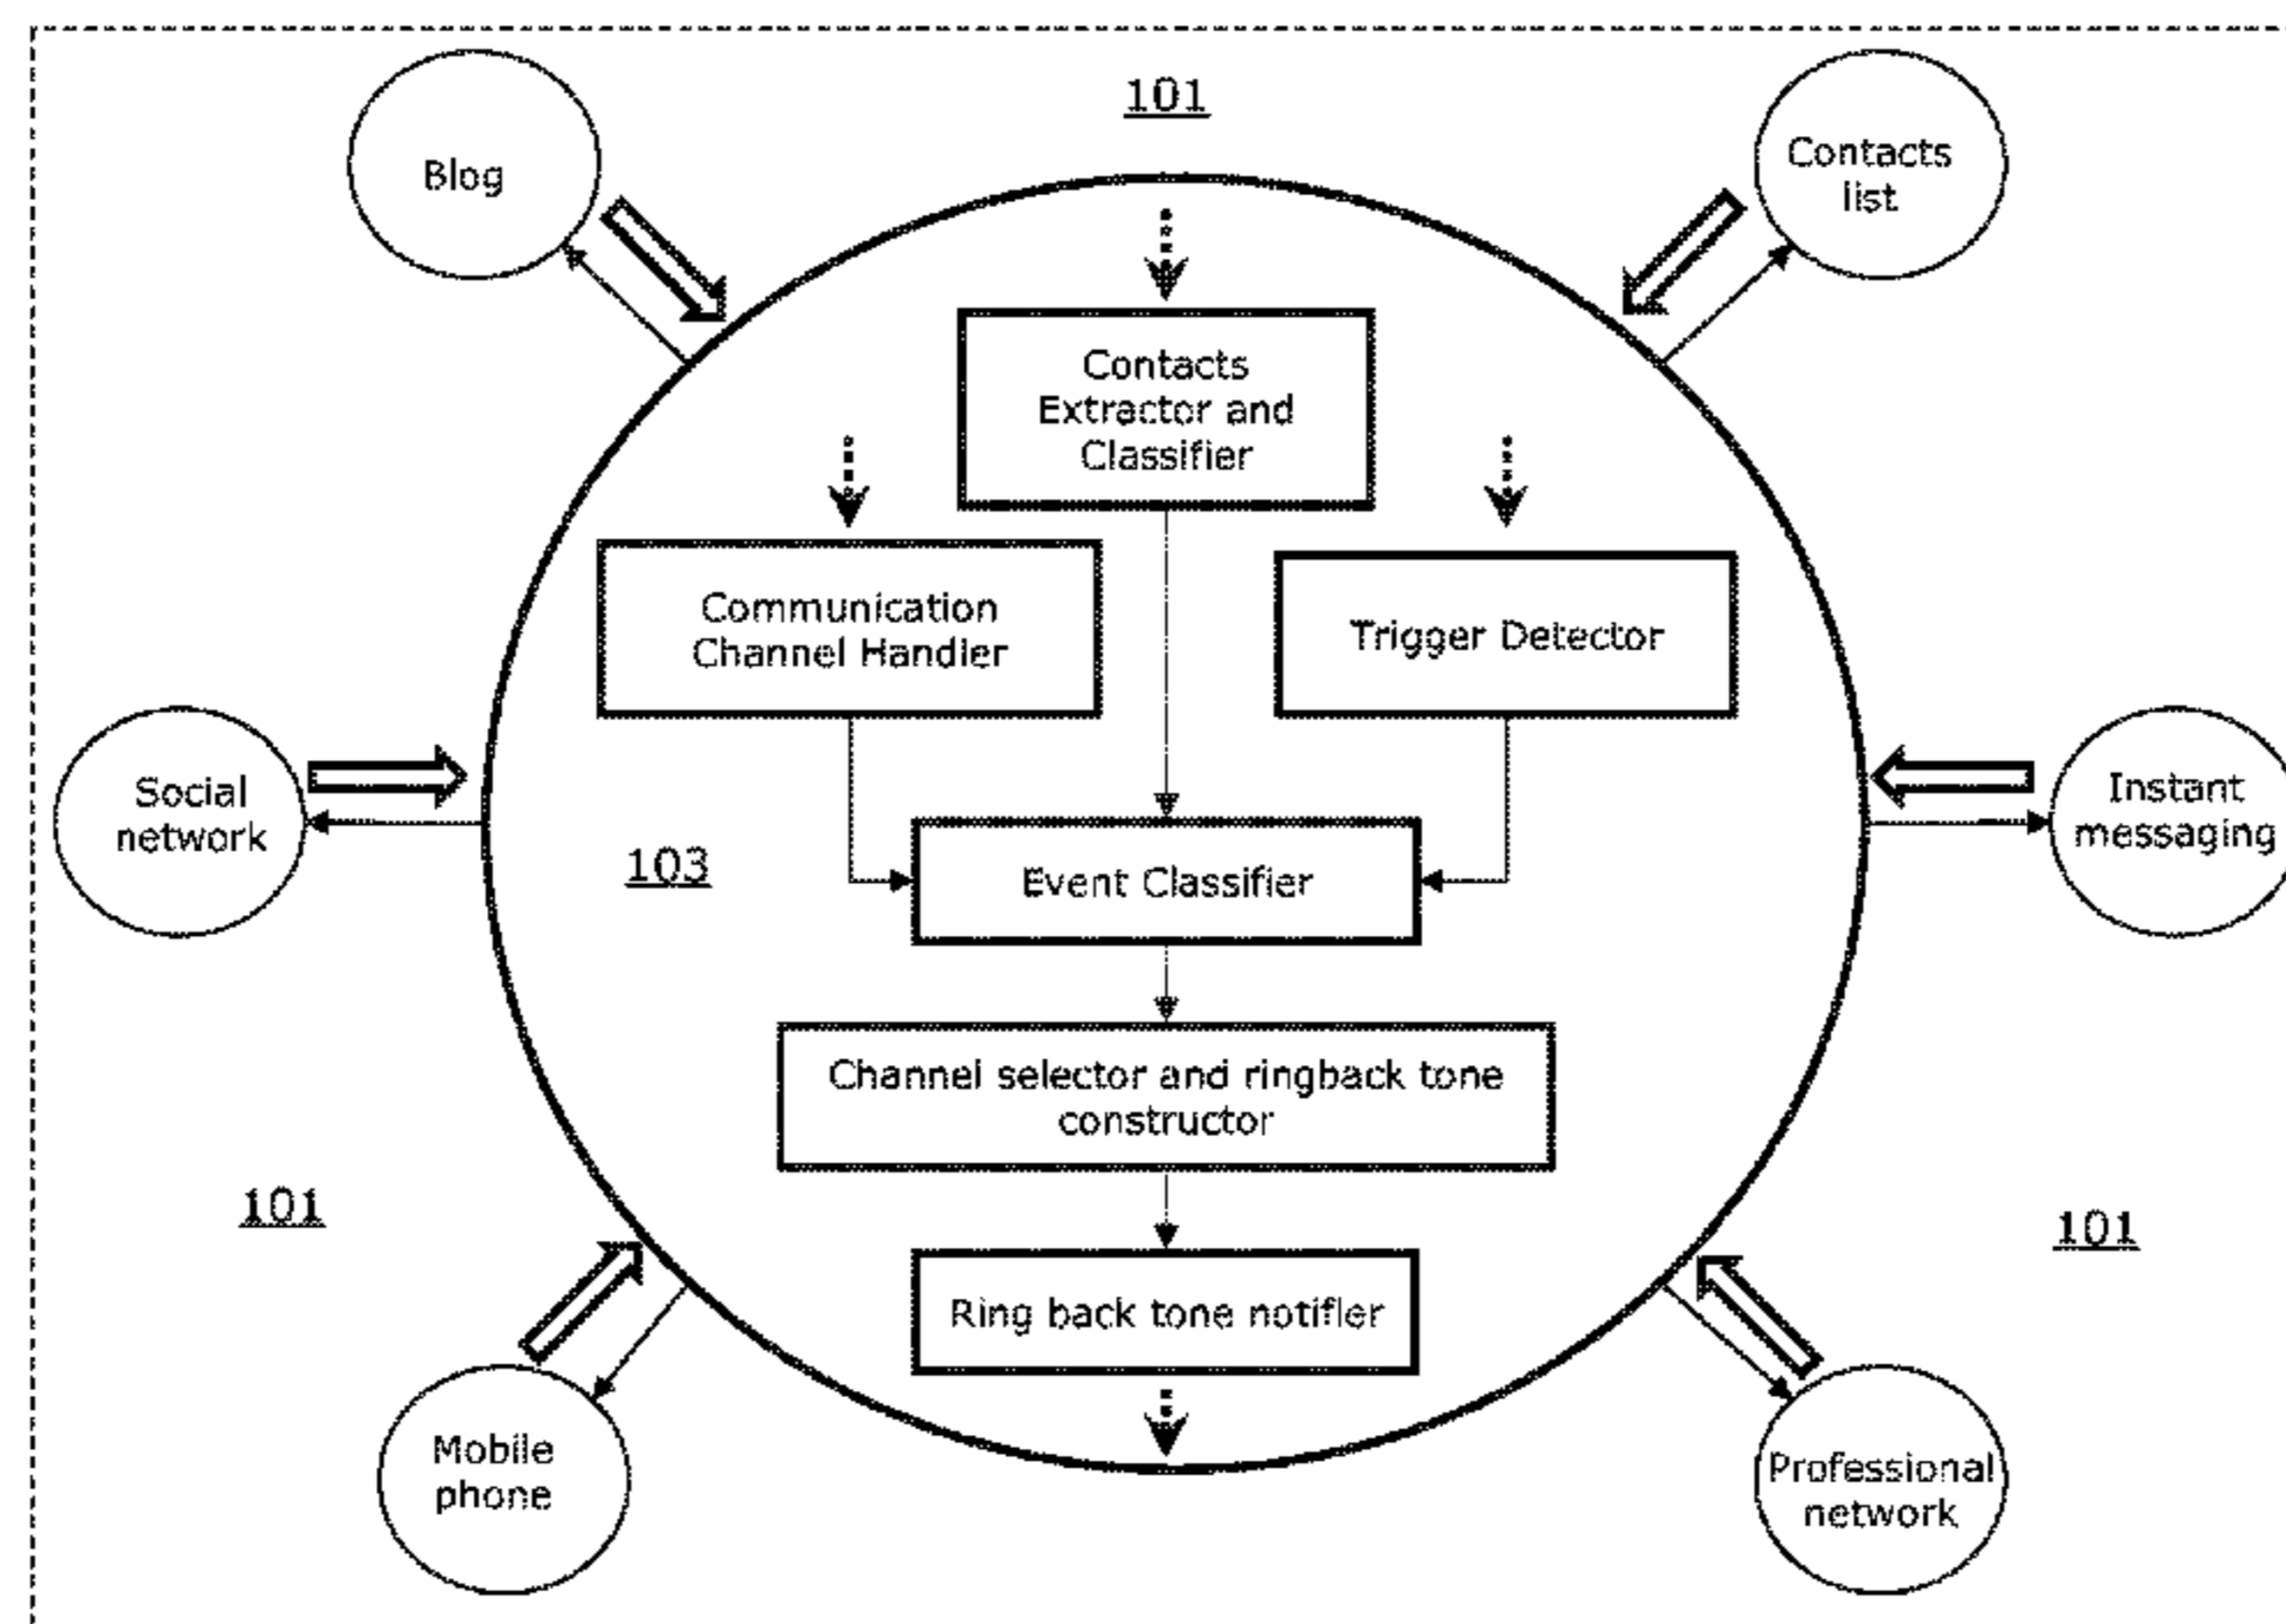 101
Blog
Contacts
list
Contacts
Extractor and
Classifier
Communication
Channel Handler
Trigger Detector
Social
network
Instant
messaging
103
Event Classifier
Channel selector and ringback tone
constructor
101
101
Ring back tone notifier
Mobile
phone
Professional
network